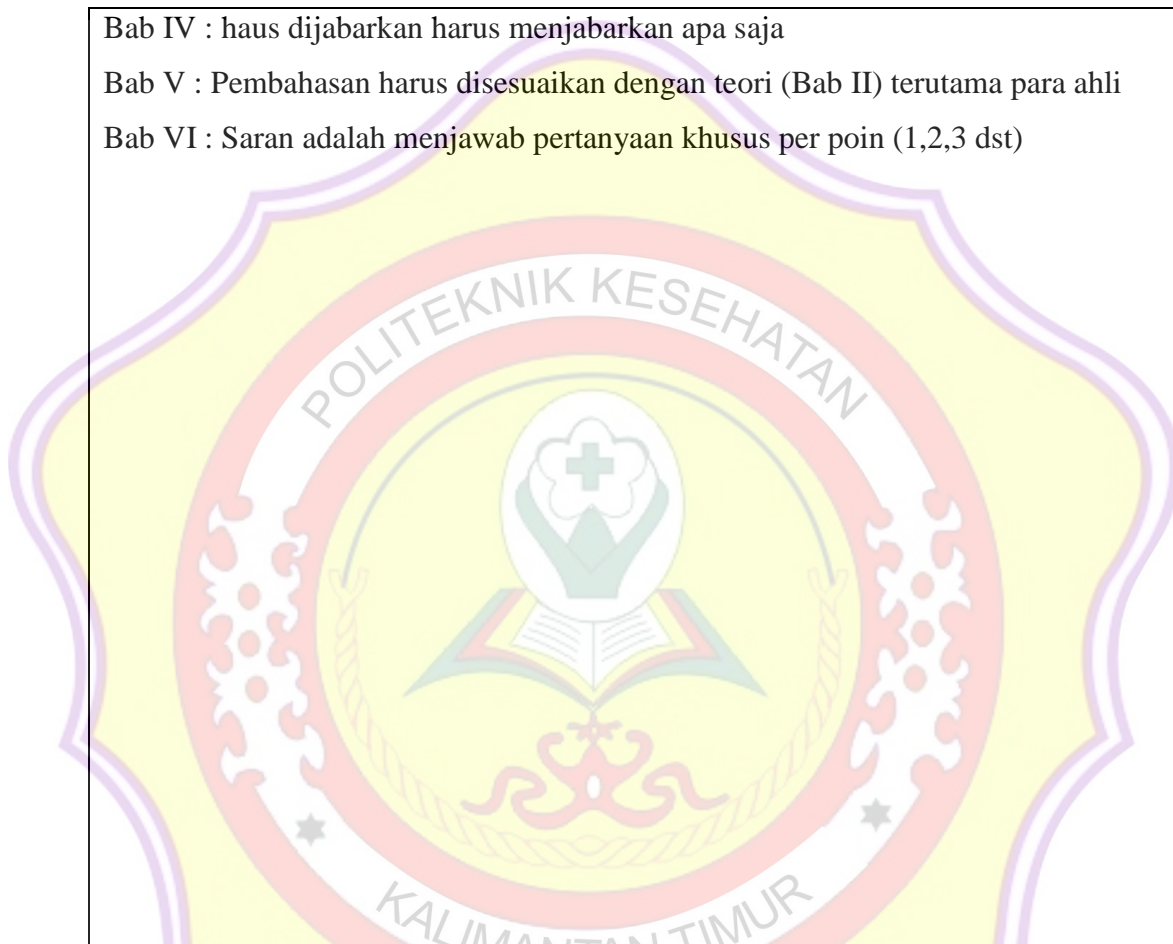 Bab IV : haus dijabarkan harus menjabarkan apa saja
Bab V : Pembahasan harus disesuaikan dengan teori (Bab II) terutama para ahli
Bab VI : Saran adalah menjawab pertanyaan khusus per poin (1,2,3 dst)
POLITEKNIK KESEHATAN
KALIMANTAN TIMUR